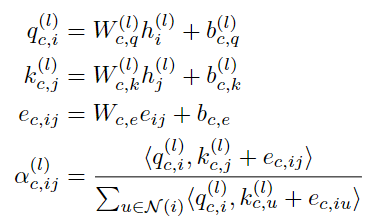 q_{c,i}^{(l)} = W_{c,q}^{(l)} h_i^{(l)} + b_{c,q}^{(l)}
k_{c,j}^{(l)} = W_{c,k}^{(l)} h_j^{(l)} + b_{c,k}^{(l)}
e_{c,ij} = W_{c,e} e_{ij} + b_{c,e}
\alpha_{c,ij}^{(l)} = \frac{\langle q_{c,i}^{(l)}, k_{c,j}^{(l)} + e_{c,ij} \rangle}{\sum_{u \in \mathcal{N}(i)} \langle q_{c,i}^{(l)}, k_{c,u}^{(l)} + e_{c,iu} \rangle}